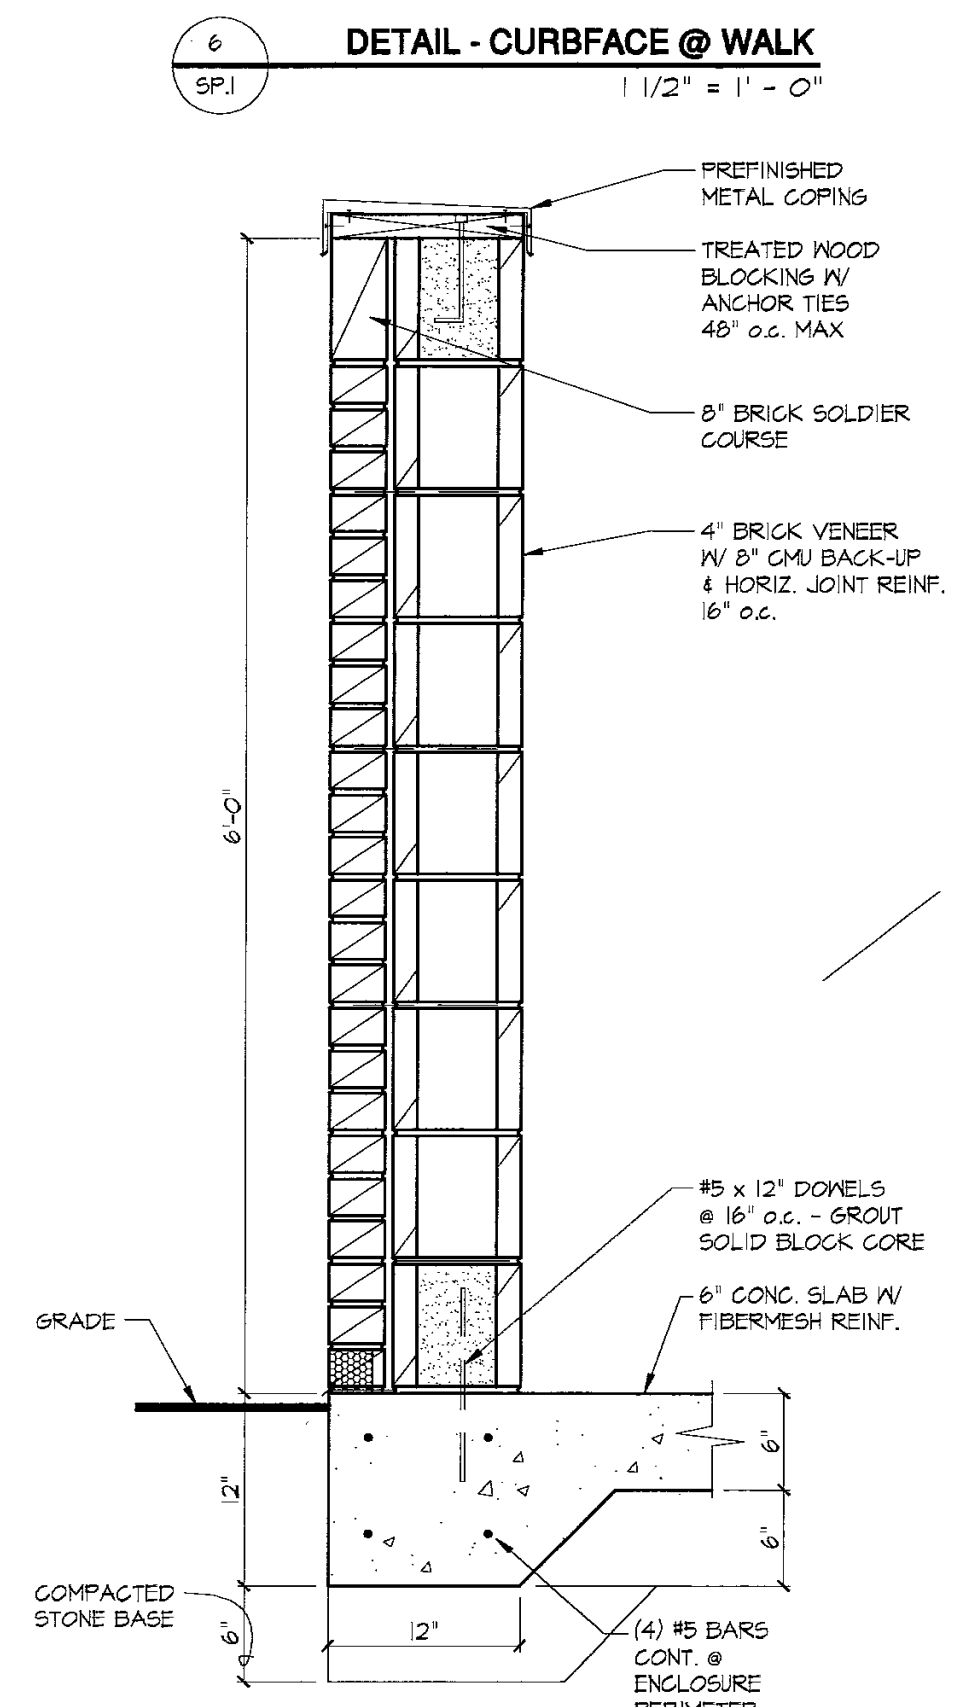 6
SP.1
DETAIL - CURBFACE @ WALK
1 1/2" = 1' - 0"
PREFINISHED
METAL COPING
TREATED WOOD
BLOCKING W/
ANCHOR TIES
48" o.c. MAX
8" BRICK SOLDIER
COURSE
4" BRICK VENEER
W/ 8" CMU BACK-UP
& HORIZ. JOINT REINF.
16" o.c.
6'-0"
#5 x 12" DOWELS
@ 16" o.c. - GROUT
SOLID BLOCK CORE
6" CONC. SLAB W/
FIBERMESH REINF.
GRADE
12"
6"
6"
COMPACTED
STONE BASE
6"
12"
(4) #5 BARS
CONT. @
ENCLOSURE
PERIMETER